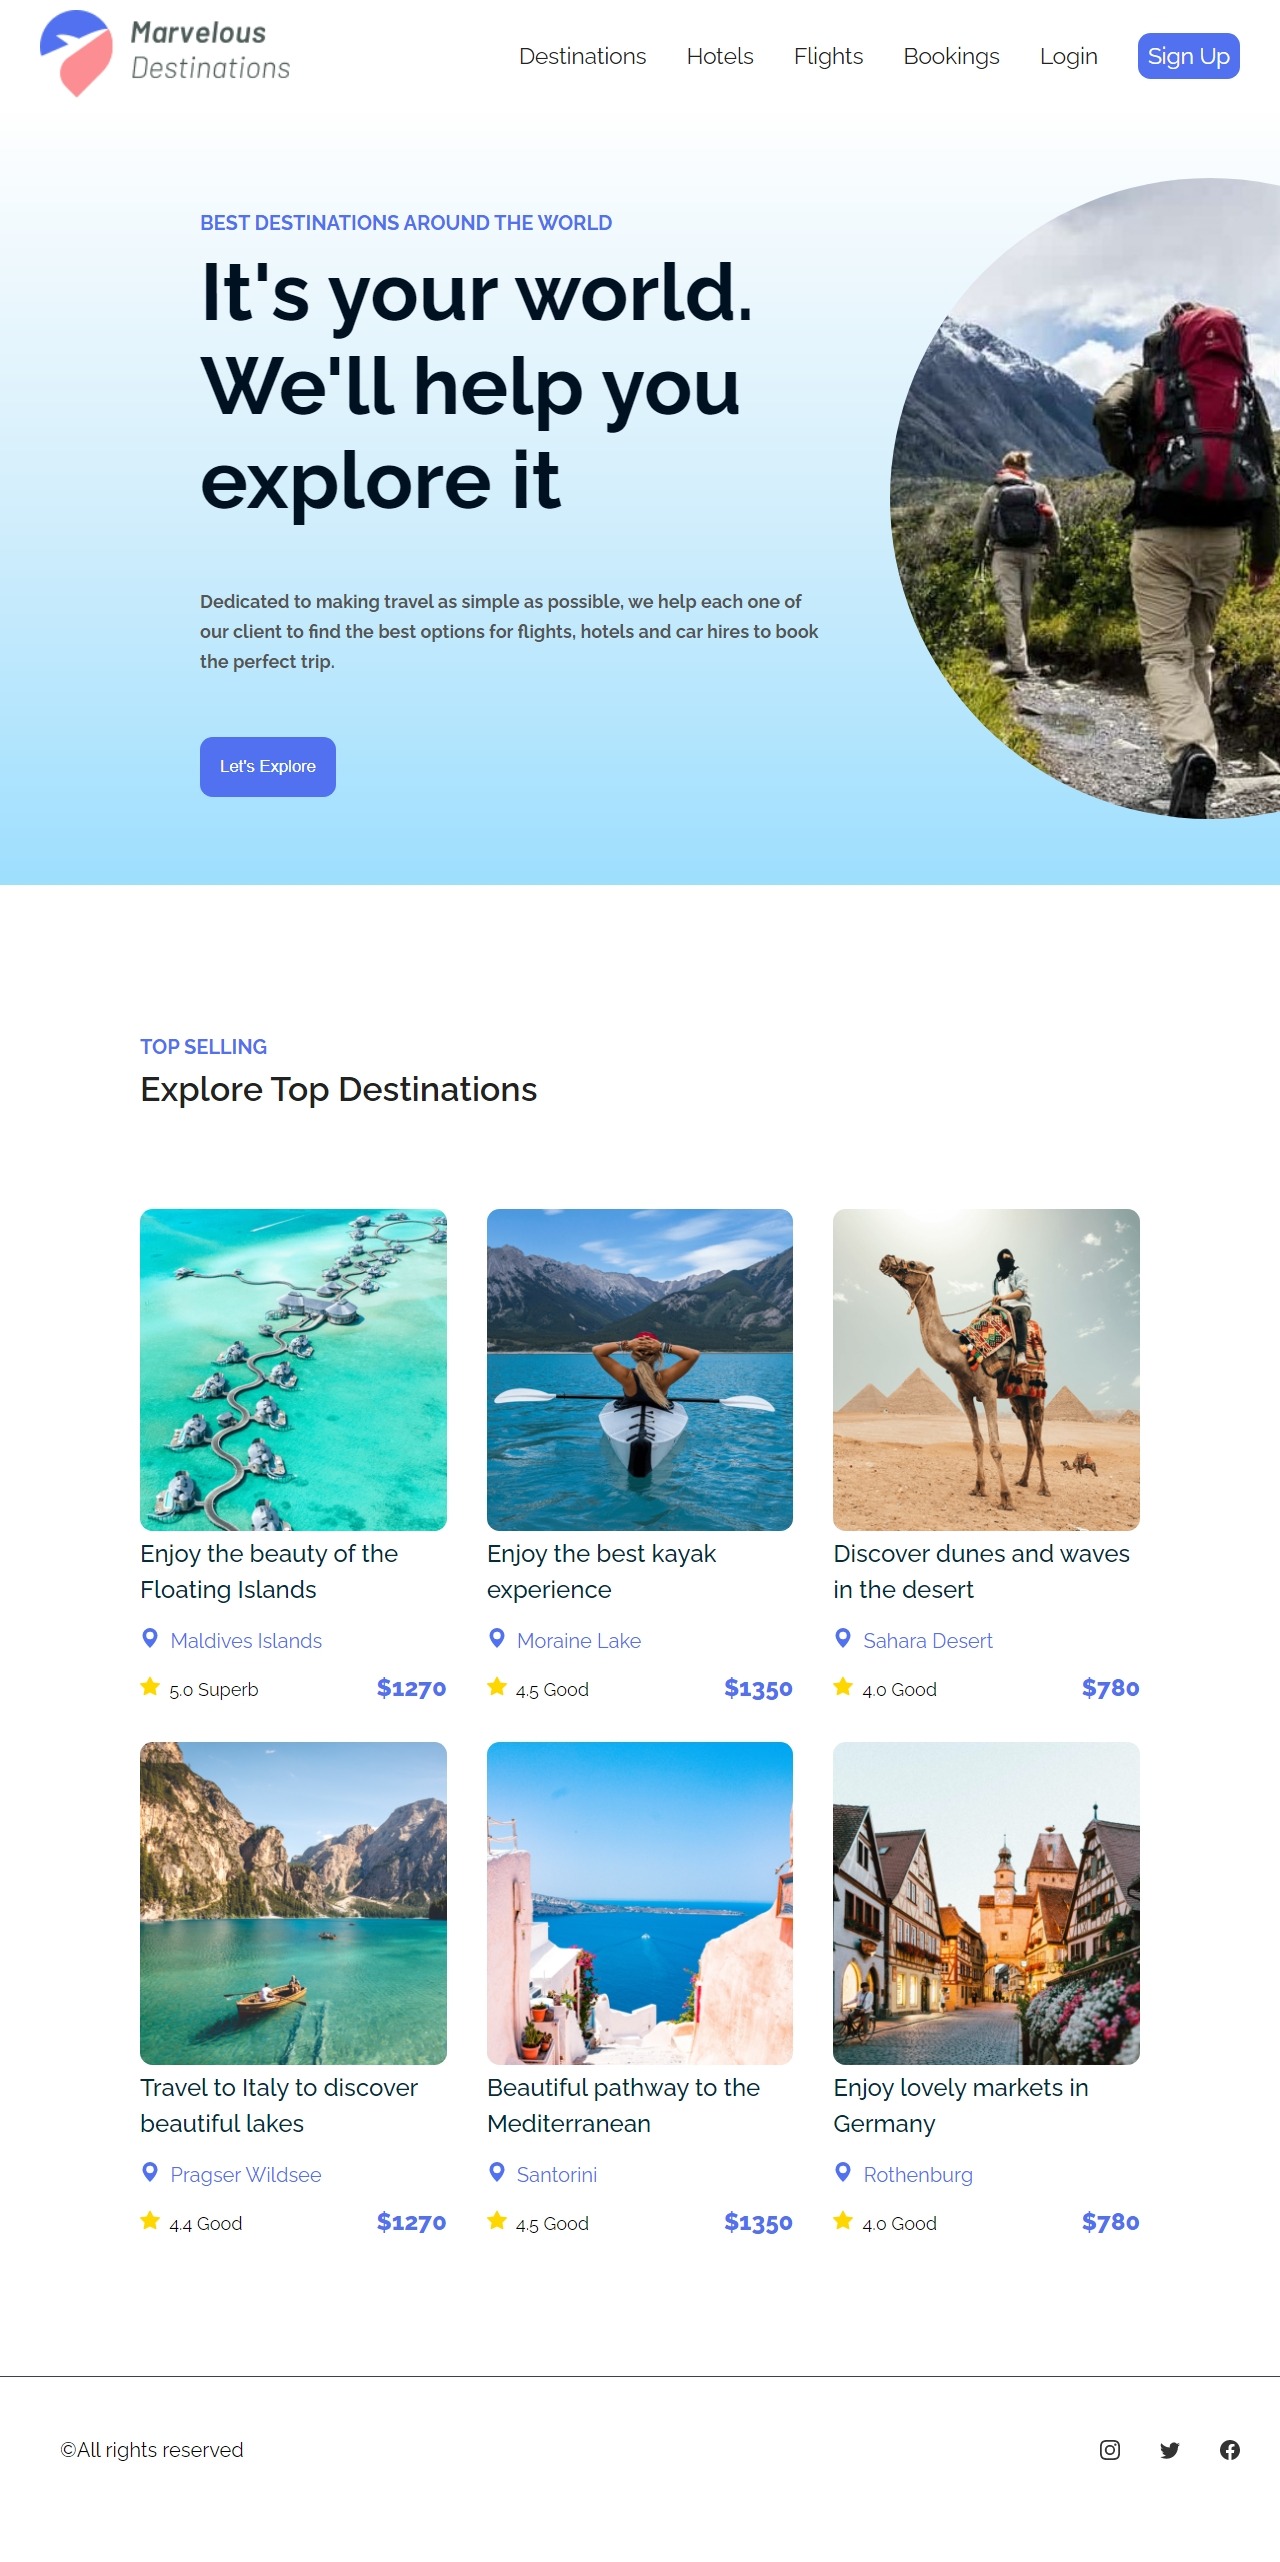 Marvelous
Destinations
Destinations Hotels Flights Bookings Login Sign Up
BEST DESTINATIONS AROUND THE WORLD
It's your world.
We'll help you
explore it
Dedicated to making travel as simple as possible, we help each one of
our client to find the best options for flights, hotels and car hires to book
the perfect trip.
Let's Explore
TOP SELLING
Explore Top Destinations
Enjoy the beauty of the
Floating Islands
Maldives Islands
5.0 Superb $1270
Enjoy the best kayak
experience
Moraine Lake
4.5 Good $1350
Discover dunes and waves
in the desert
Sahara Desert
4.0 Good $780
Travel to Italy to discover
beautiful lakes
Pragser Wildsee
4.4 Good $1270
Beautiful pathway to the
Mediterranean
Santorini
4.5 Good $1350
Enjoy lovely markets in
Germany
Rothenburg
4.0 Good $780
©All rights reserved